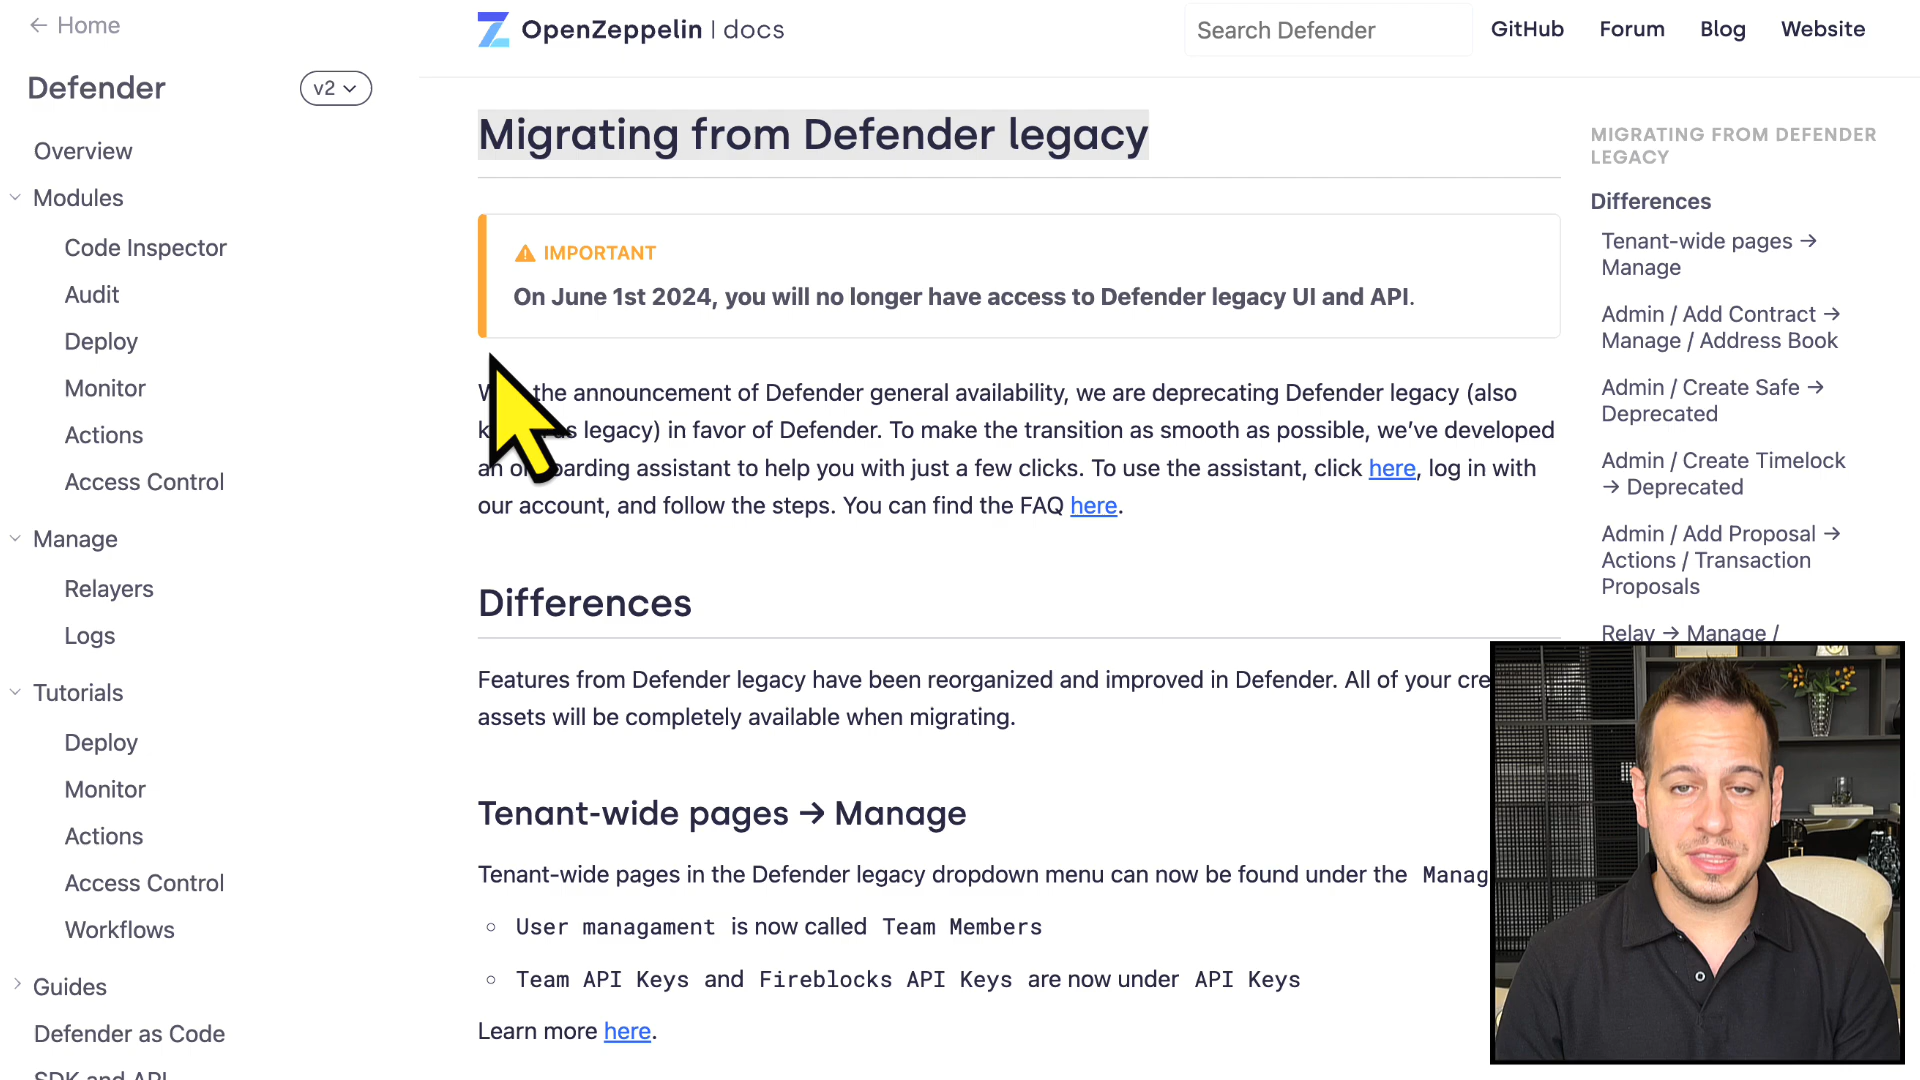 ← Home
Defender
v2
Overview
Modules
Code Inspector
Audit
Deploy
Monitor
Actions
Access Control
Manage
Relayers
Logs
Tutorials
Deploy
Monitor
Actions
Access Control
Workflows
Guides
Defender as Code
SDK and API
OpenZeppelin | docs
Search Defender
GitHub
Forum
Blog
Website
Migrating from Defender legacy
IMPORTANT
On June 1st 2024, you will no longer have access to Defender legacy UI and API.
the announcement of Defender general availability, we are deprecating Defender legacy (also
legacy) in favor of Defender. To make the transition as smooth as possible, we’ve developed
an onboarding assistant to help you with just a few clicks. To use the assistant, click here, log in with
our account, and follow the steps. You can find the FAQ here.
Differences
Features from Defender legacy have been reorganized and improved in Defender. All of your cre
assets will be completely available when migrating.
Tenant-wide pages → Manage
Tenant-wide pages in the Defender legacy dropdown menu can now be found under the Manag
User managament is now called Team Members
Team API Keys and Fireblocks API Keys are now under API Keys
Learn more here.
MIGRATING FROM DEFENDER
LEGACY
Differences
Tenant-wide pages →
Manage
Admin / Add Contract →
Manage / Address Book
Admin / Create Safe →
Deprecated
Admin / Create Timelock
→ Deprecated
Admin / Add Proposal →
Actions / Transaction
Proposals
Relay → Manage /